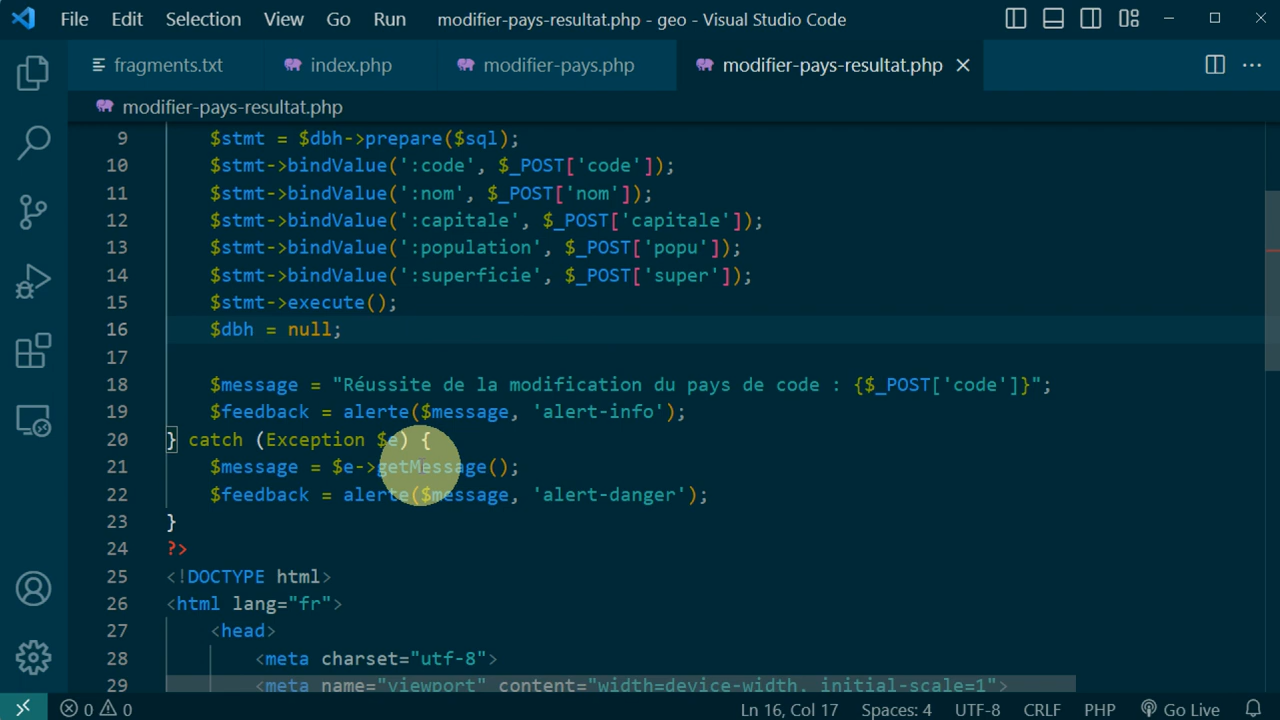 File Edit Selection View Go Run modifier-pays-resultat.php - geo - Visual Studio Code
fragments.txt index.php modifier-pays.php modifier-pays-resultat.php
modifier-pays-resultat.php
9 $stmt = $dbh->prepare($sql);
10 $stmt->bindValue(':code', $_POST['code']);
11 $stmt->bindValue(':nom', $_POST['nom']);
12 $stmt->bindValue(':capitale', $_POST['capitale']);
13 $stmt->bindValue(':population', $_POST['popu']);
14 $stmt->bindValue(':superficie', $_POST['super']);
15 $stmt->execute();
16 $dbh = null;
17
18 $message = "Réussite de la modification du pays de code : {$_POST['code']}";
19 $feedback = alerte($message, 'alert-info');
20 } catch (Exception $e) {
21 $message = $e->getMessage();
22 $feedback = alerte($message, 'alert-danger');
23 }
24 ?>
25 <!DOCTYPE html>
26 <html lang="fr">
27 <head>
28 <meta charset="utf-8">
29 <meta name="viewport" content="width=device-width, initial-scale=1">
0 0 Ln 16, Col 17 Spaces: 4 UTF-8 CRLF PHP Go Live